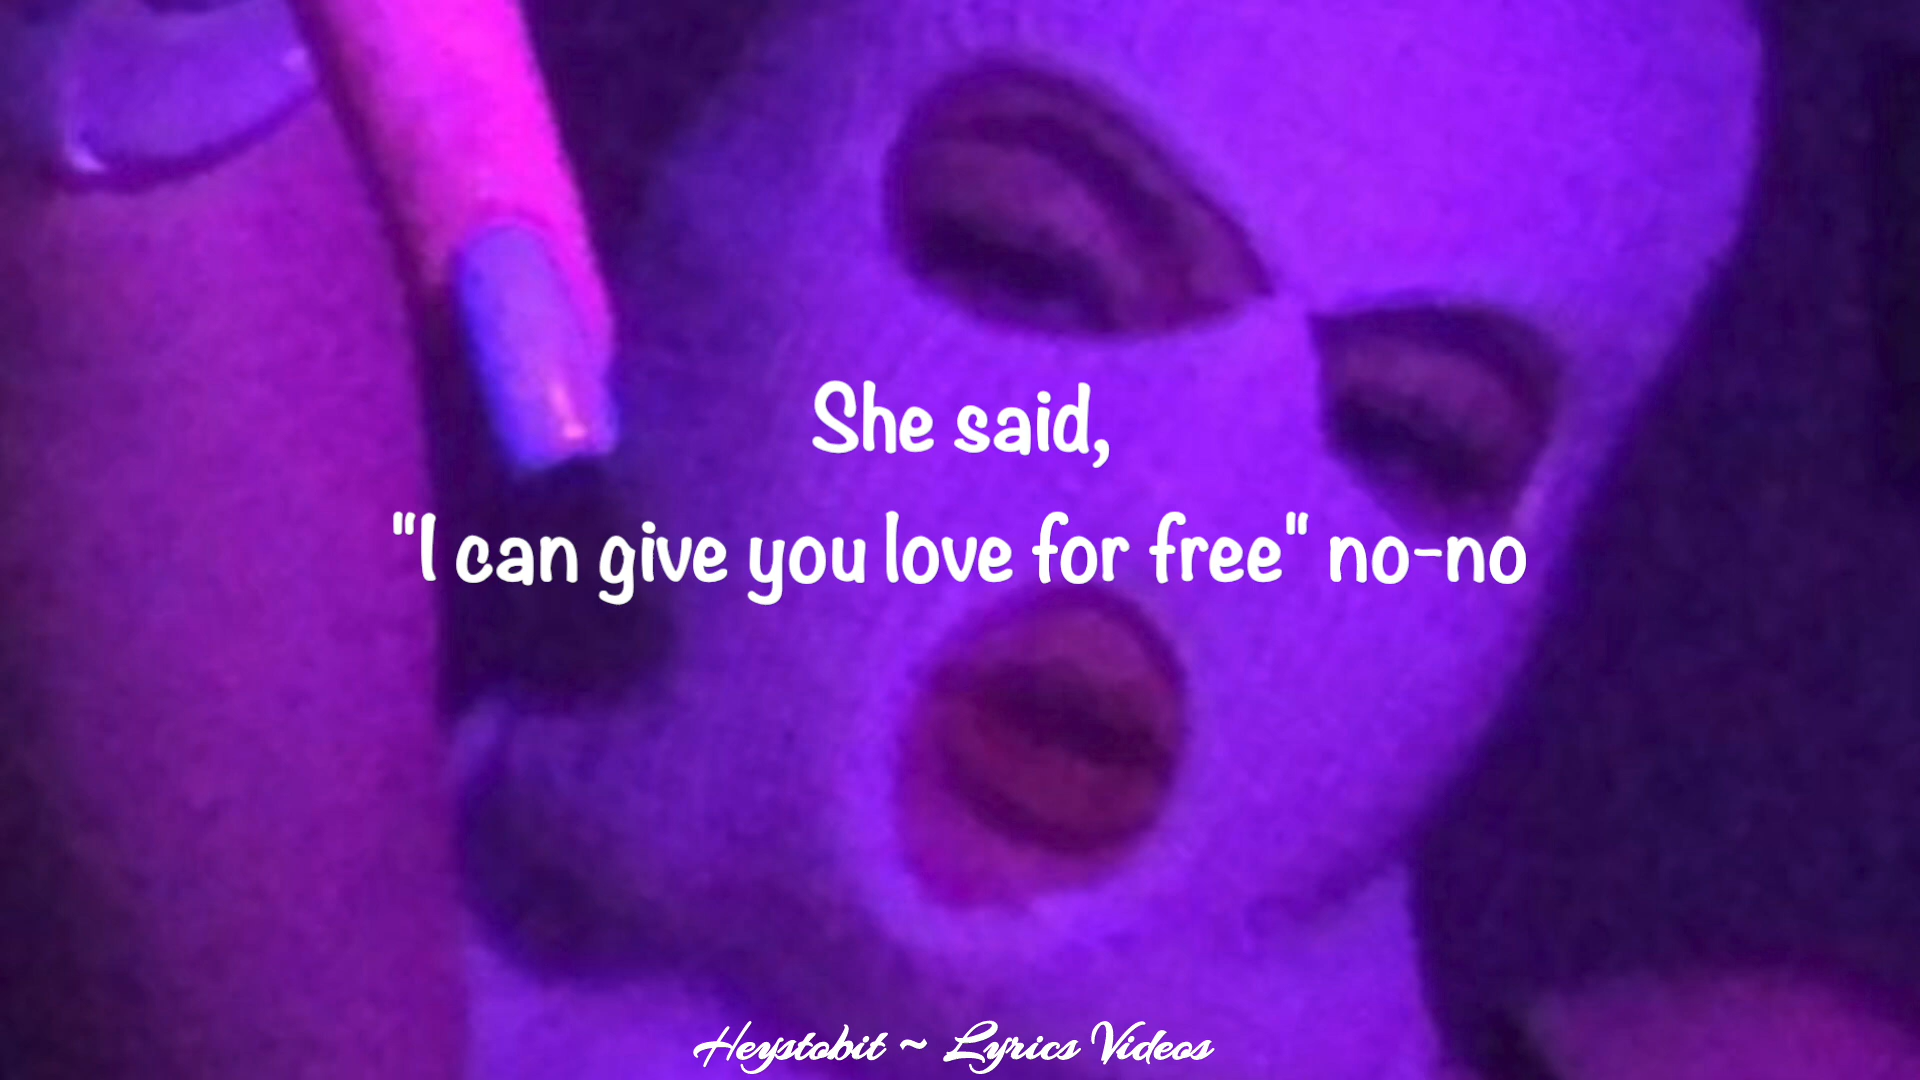 She said,
"I can give you love for free" no-no
Heystobit ~ Lyrics Videos